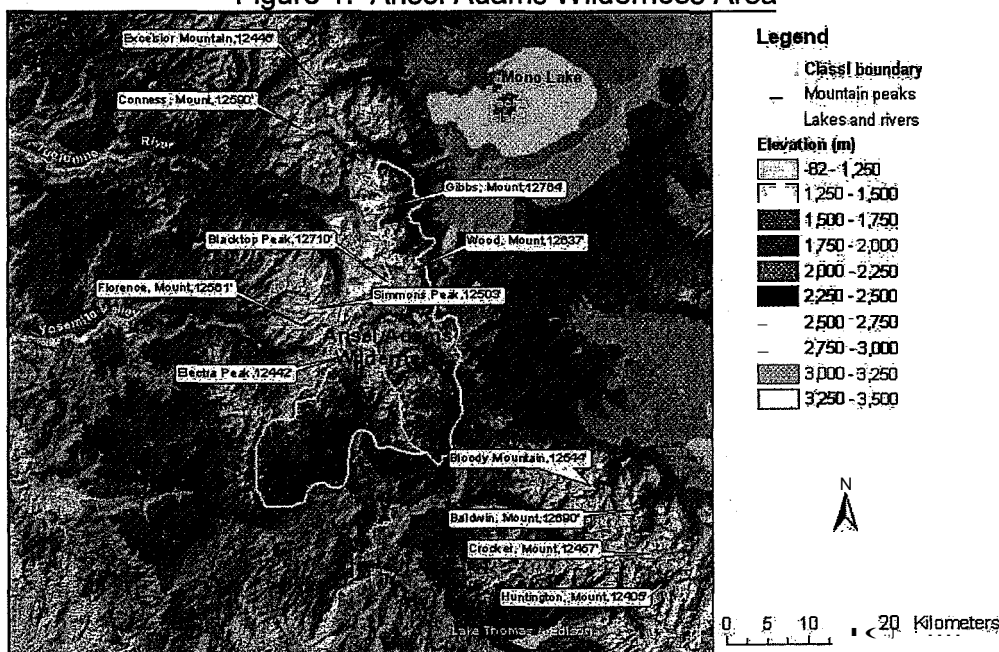 Figure 1: Ansel Adams Wilderness Area
Excelsior Mountain, 12446'
Mono Lake
Conness, Mount, 12590'
River
Gibbs, Mount, 12764'
Blacktop Peak, 12710'
Wood, Mount, 12637'
Florence, Mount, 12561'
Simmons Peak, 12503'
Yosemite Valley
Electra Peak, 12442'
Bloody Mountain, 12544'
Baldwin, Mount, 12690'
Crocker, Mount, 12457'
Huntington, Mount, 12405'
Lake Thomas A Edison
Legend
Class I boundary
Mountain peaks
Lakes and rivers
Elevation (m)
-82 - 1,250
1,250 - 1,500
1,500 - 1,750
1,750 - 2,000
2,000 - 2,250
2,250 - 2,500
2,500 - 2,750
2,750 - 3,000
3,000 - 3,250
3,250 - 3,500
N
0 5 10 20 Kilometers